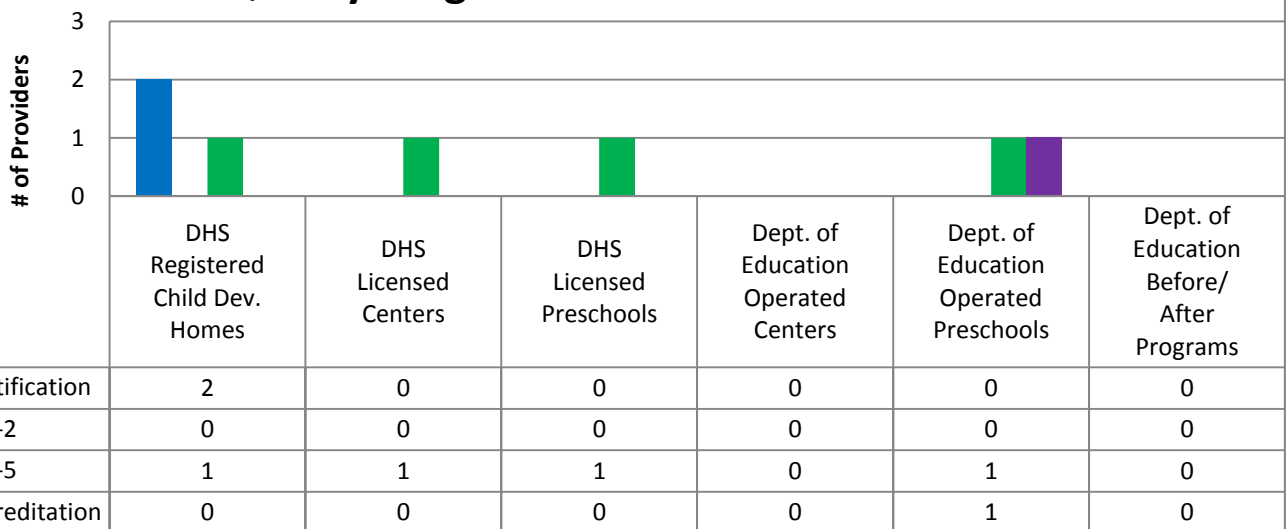 3
2
1
0
# of Providers
DHS
Registered
Child Dev.
Homes
DHS
Licensed
Centers
DHS
Licensed
Preschools
Dept. of
Education
Operated
Centers
Dept. of
Education
Operated
Preschools
Dept. of
Education
Before/
After
Programs
tification 2 0 0 0 0 0
-2 0 0 0 0 0 0
-5 1 1 1 0 1 0
reditation 0 0 0 0 1 0